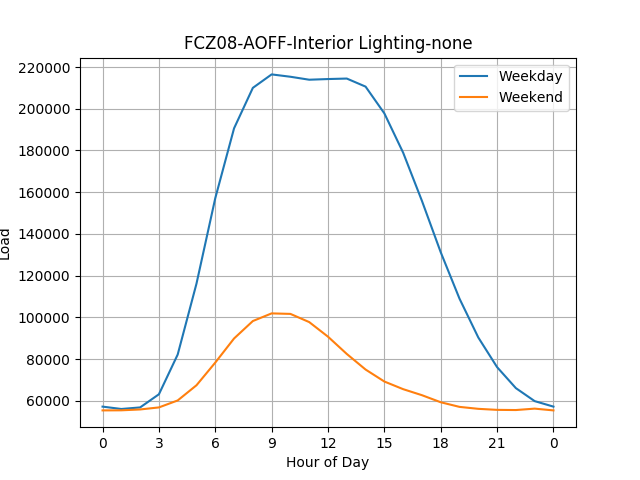 FCZ08-AOFF-Interior Lighting-none
Weekday
Weekend
220000
200000
180000
160000
140000
120000
100000
80000
60000
Load
0 3 6 9 12 15 18 21 0
Hour of Day